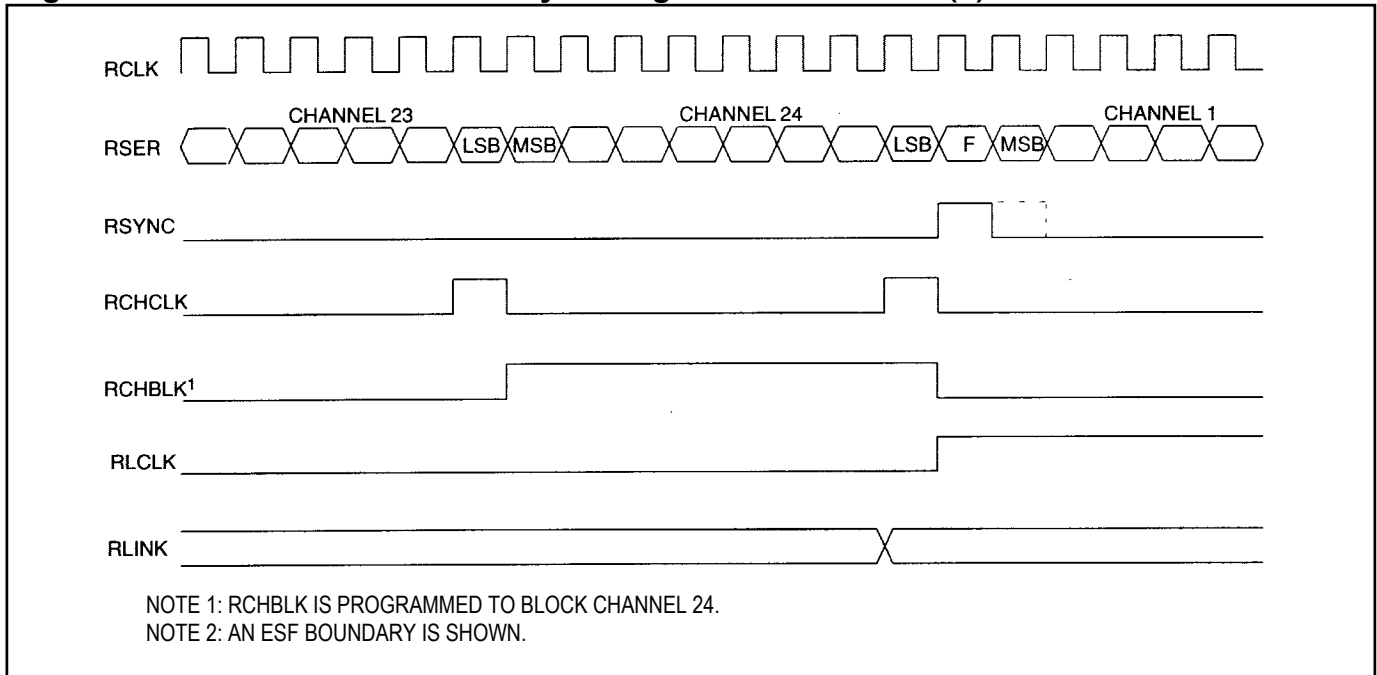 RCLK
CHANNEL 23 CHANNEL 24 CHANNEL 1
RSER LSB MSB LSB F MSB
RSYNC
RCHCLK
RCHBLK1
RLCLK
RLINK
NOTE 1: RCHBLK IS PROGRAMMED TO BLOCK CHANNEL 24.
NOTE 2: AN ESF BOUNDARY IS SHOWN.